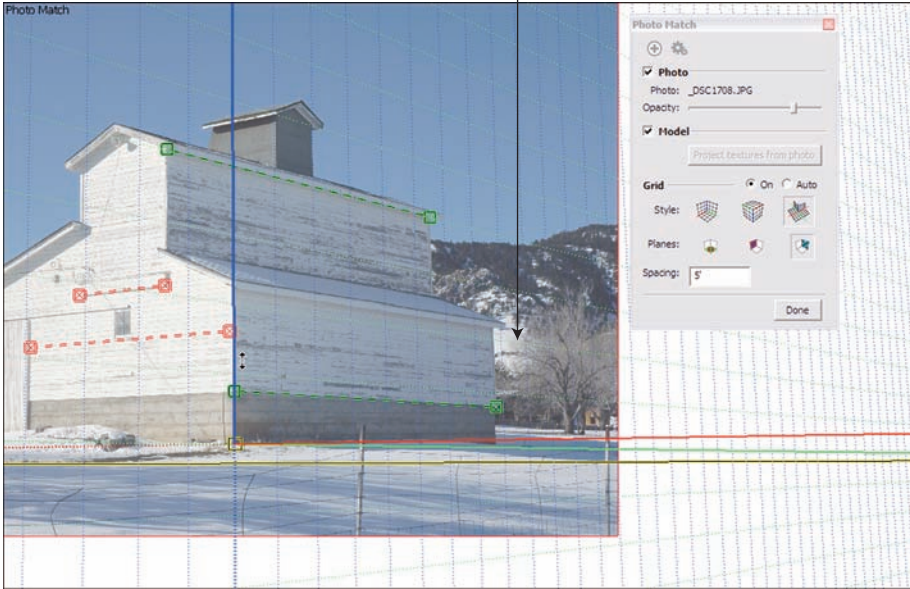 Photo Match
Photo Match
Photo
Photo: _DSC1708.JPG
Opacity:
Model
Project textures from photo
Grid On Auto
Style:
Planes:
Spacing: 5'
Done